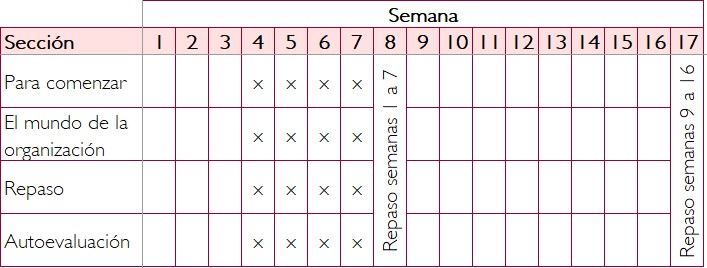 Semana
Sección 1 2 3 4 5 6 7 8 9 10 11 12 13 14 15 16 17
Para comenzar × × × ×
El mundo de la
organización × × × ×
Repaso × × × ×
Autoevaluación × × × ×
Repaso semanas 1 a 7
Repaso semanas 9 a 16